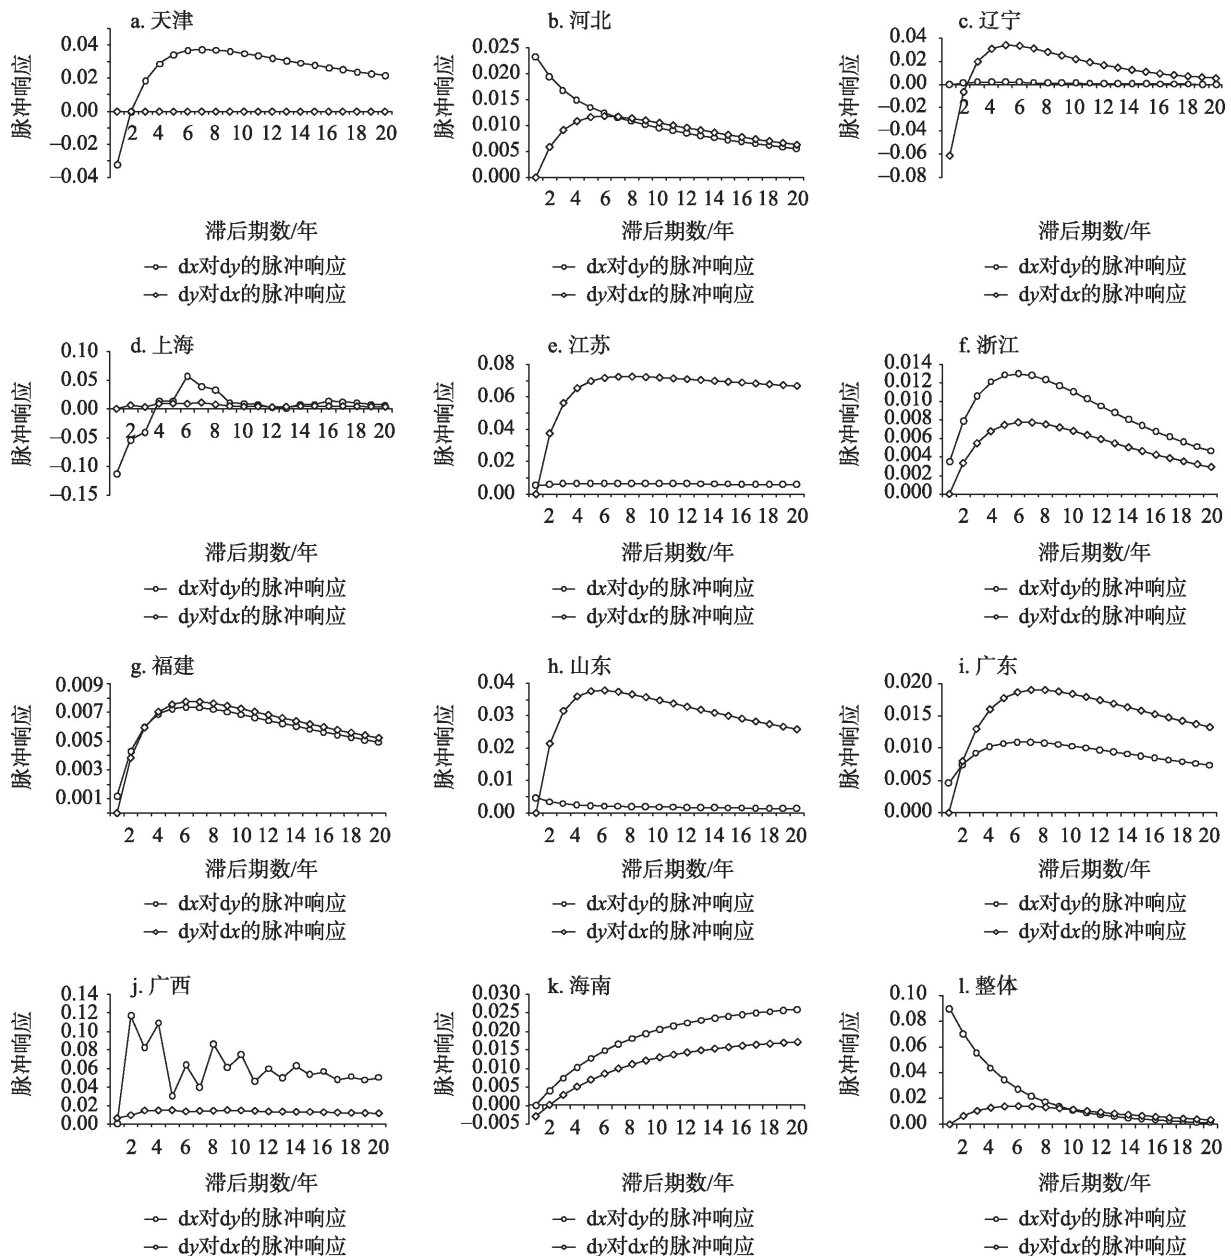 a. 天津
脉冲响应
0.04
0.02
0.00
−0.02
−0.04
2 4 6 8 10 12 14 16 18 20
滞后期数/年
dx对dy的脉冲响应
dy对dx的脉冲响应
b. 河北
脉冲响应
0.025
0.020
0.015
0.010
0.005
0.000
2 4 6 8 10 12 14 16 18 20
滞后期数/年
dx对dy的脉冲响应
dy对dx的脉冲响应
c. 辽宁
脉冲响应
0.04
0.02
0.00
−0.02
−0.04
−0.06
−0.08
2 4 6 8 10 12 14 16 18 20
滞后期数/年
dx对dy的脉冲响应
dy对dx的脉冲响应
d. 上海
脉冲响应
0.10
0.05
0.00
−0.05
−0.10
−0.15
2 4 6 8 10 12 14 16 18 20
滞后期数/年
dx对dy的脉冲响应
dy对dx的脉冲响应
e. 江苏
脉冲响应
0.08
0.06
0.04
0.02
0.00
2 4 6 8 10 12 14 16 18 20
滞后期数/年
dx对dy的脉冲响应
dy对dx的脉冲响应
f. 浙江
脉冲响应
0.014
0.012
0.010
0.008
0.006
0.004
0.002
0.000
2 4 6 8 10 12 14 16 18 20
滞后期数/年
dx对dy的脉冲响应
dy对dx的脉冲响应
g. 福建
脉冲响应
0.009
0.007
0.005
0.003
0.001
2 4 6 8 10 12 14 16 18 20
滞后期数/年
dx对dy的脉冲响应
dy对dx的脉冲响应
h. 山东
脉冲响应
0.04
0.03
0.02
0.01
0.00
2 4 6 8 10 12 14 16 18 20
滞后期数/年
dx对dy的脉冲响应
dy对dx的脉冲响应
i. 广东
脉冲响应
0.020
0.015
0.010
0.005
0.000
2 4 6 8 10 12 14 16 18 20
滞后期数/年
dx对dy的脉冲响应
dy对dx的脉冲响应
j. 广西
脉冲响应
0.14
0.12
0.10
0.08
0.06
0.04
0.02
0.00
2 4 6 8 10 12 14 16 18 20
滞后期数/年
dx对dy的脉冲响应
dy对dx的脉冲响应
k. 海南
脉冲响应
0.030
0.025
0.020
0.015
0.010
0.005
0.000
−0.005
2 4 6 8 10 12 14 16 18 20
滞后期数/年
dx对dy的脉冲响应
dy对dx的脉冲响应
l. 整体
脉冲响应
0.10
0.08
0.06
0.04
0.02
0.00
2 4 6 8 10 12 14 16 18 20
滞后期数/年
dx对dy的脉冲响应
dy对dx的脉冲响应